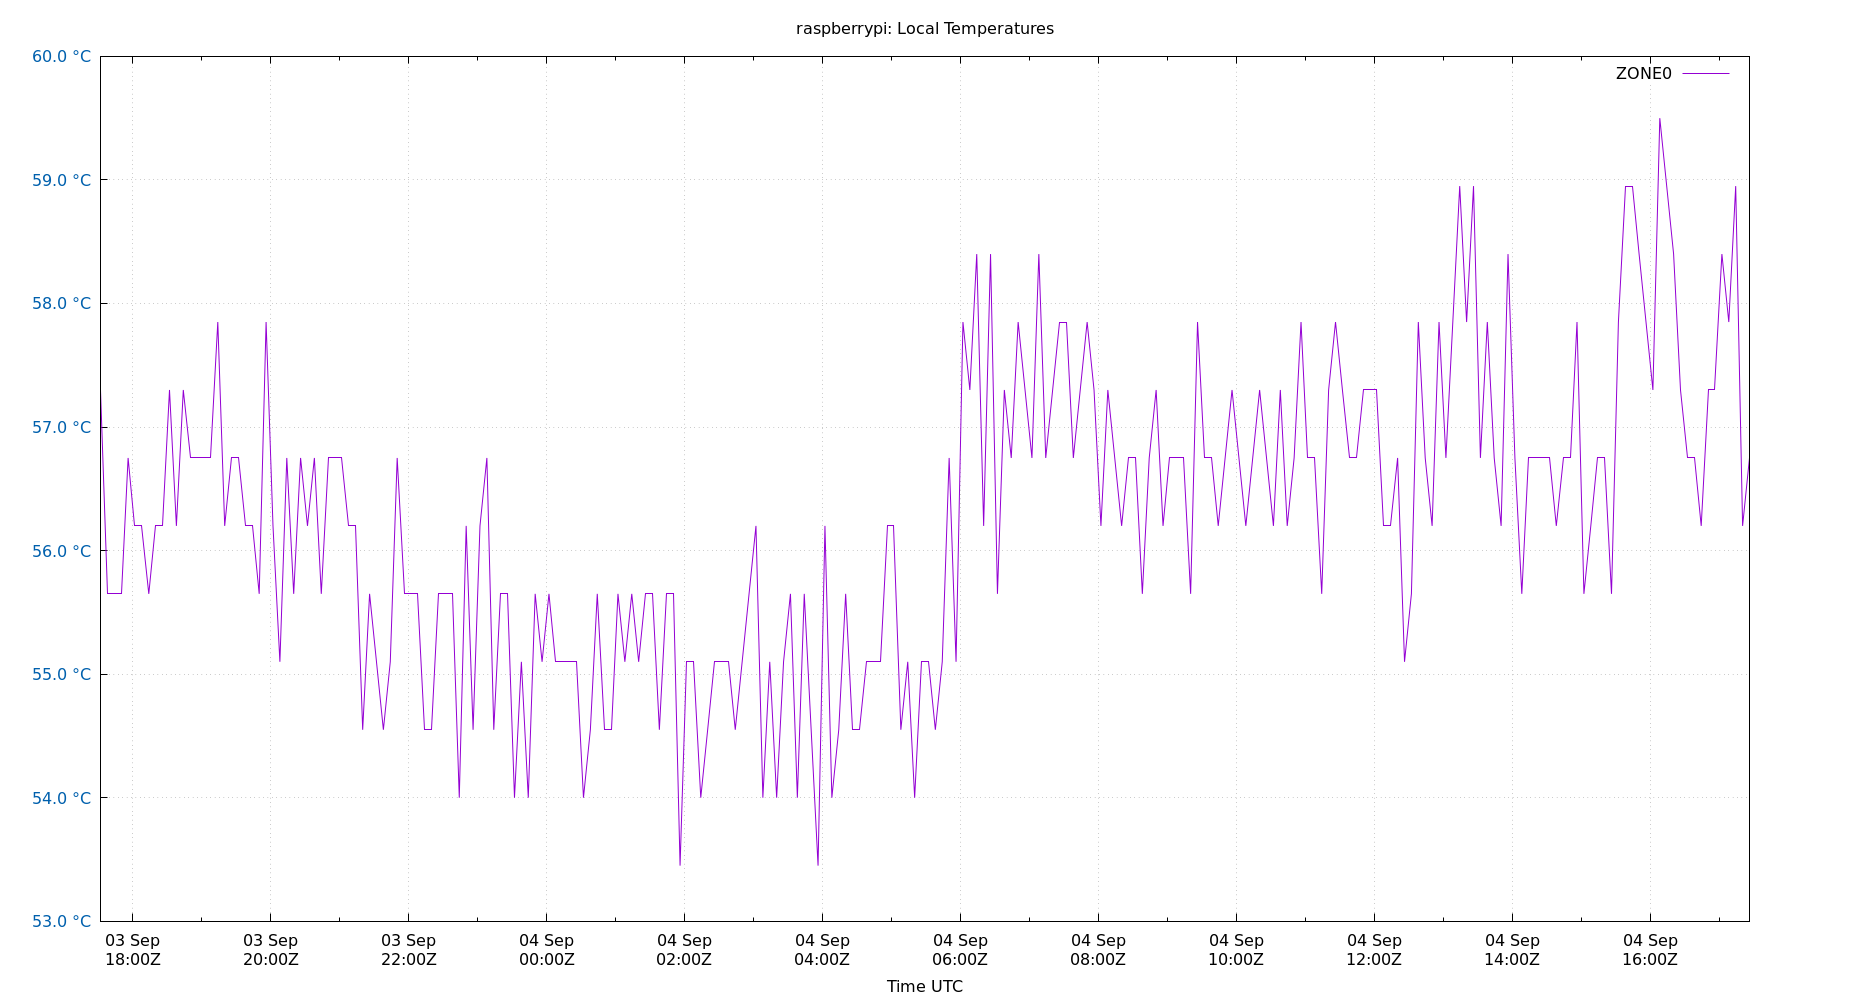 raspberrypi: Local Temperatures
ZONE0
60.0 °C
59.0 °C
58.0 °C
57.0 °C
56.0 °C
55.0 °C
54.0 °C
53.0 °C
03 Sep 03 Sep 03 Sep 04 Sep 04 Sep 04 Sep 04 Sep 04 Sep 04 Sep 04 Sep 04 Sep 04 Sep
18:00Z 20:00Z 22:00Z 00:00Z 02:00Z 04:00Z 06:00Z 08:00Z 10:00Z 12:00Z 14:00Z 16:00Z
Time UTC